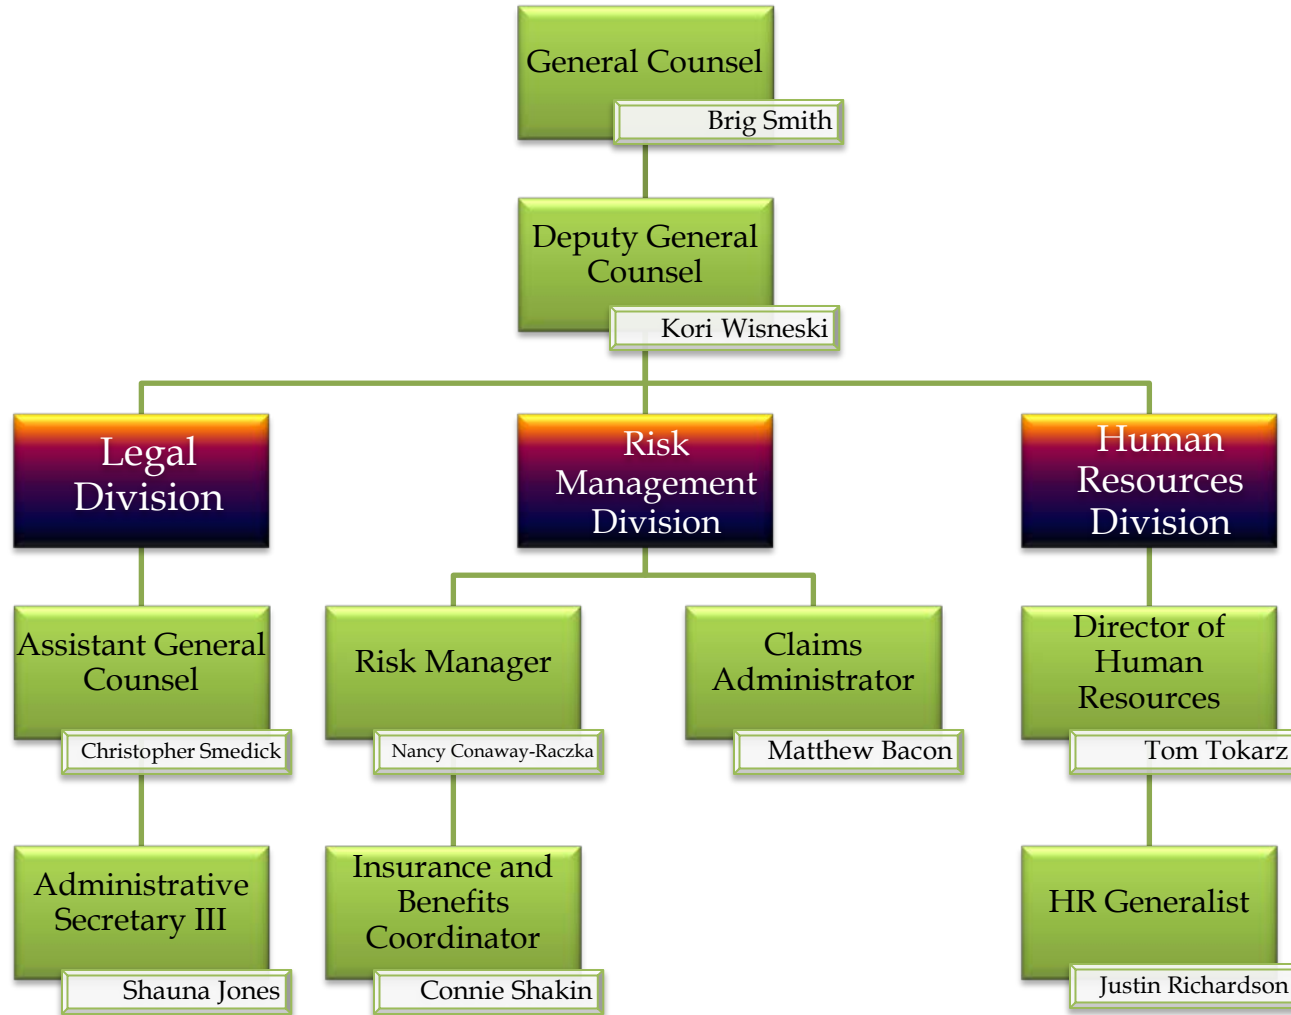 General Counsel
Brig Smith
Deputy General
Counsel
Kori Wisneski
Legal
Division
Risk
Management
Division
Human
Resources
Division
Assistant General
Counsel
Christopher Smedick
Risk Manager
Nancy Conaway-Raczka
Claims
Administrator
Matthew Bacon
Director of
Human
Resources
Tom Tokarz
Administrative
Secretary III
Shauna Jones
Insurance and
Benefits
Coordinator
Connie Shakin
HR Generalist
Justin Richardson